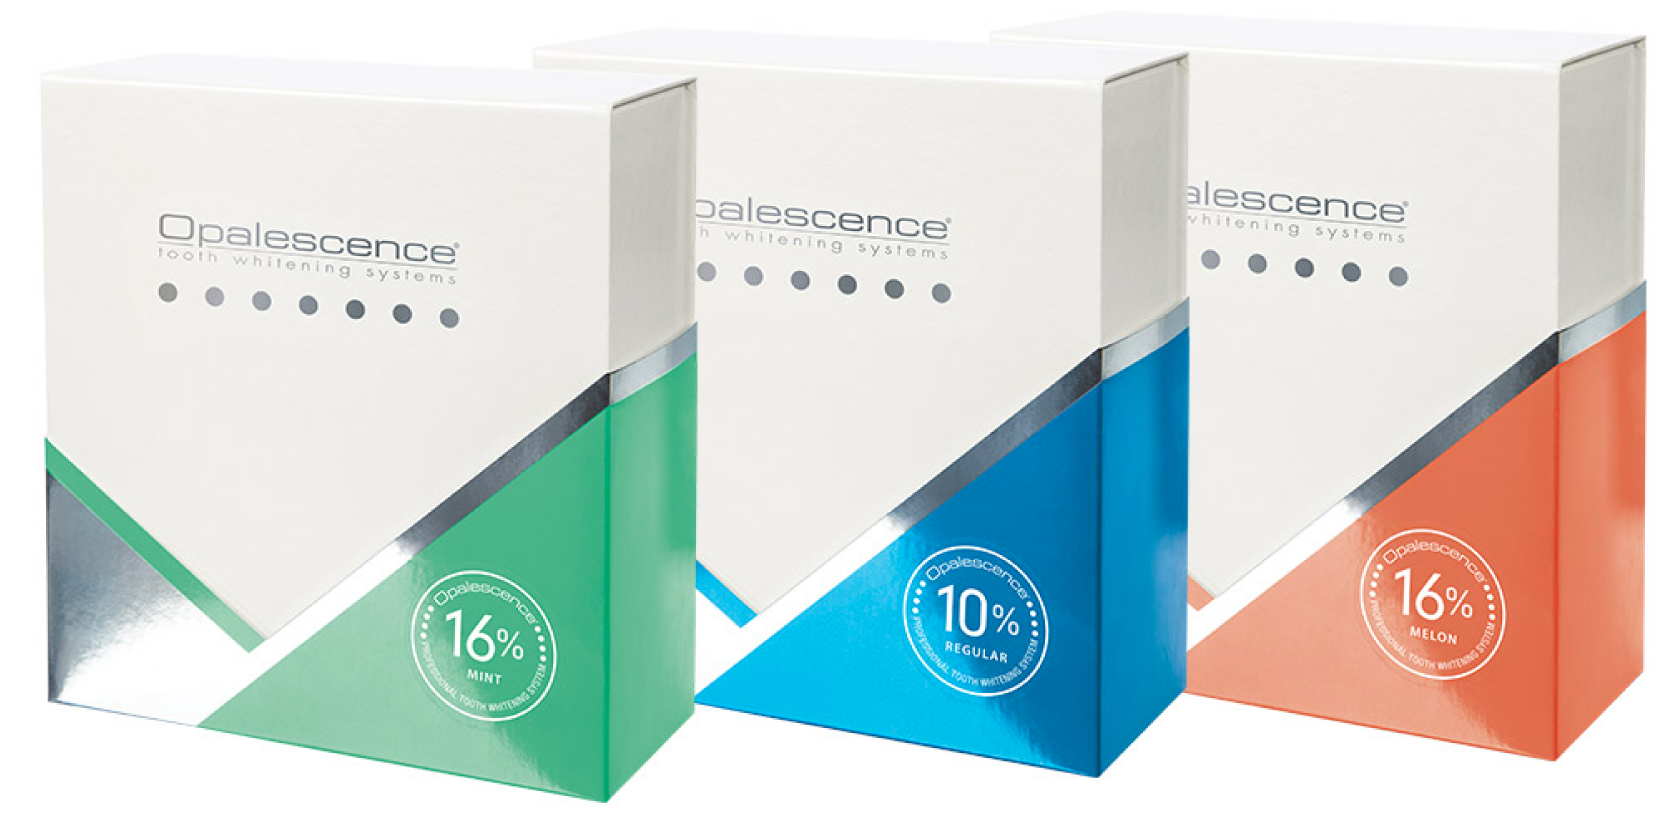 Opalescence®
tooth whitening systems
Opalescence®
16%
MINT
PROFESSIONAL TOOTH WHITENING SYSTEM
palescence®
h whitening systems
Opalescence®
10%
REGULAR
PROFESSIONAL TOOTH WHITENING SYSTEM
alescence®
whitening systems
Opalescence®
16%
MELON
PROFESSIONAL TOOTH WHITENING SYSTEM